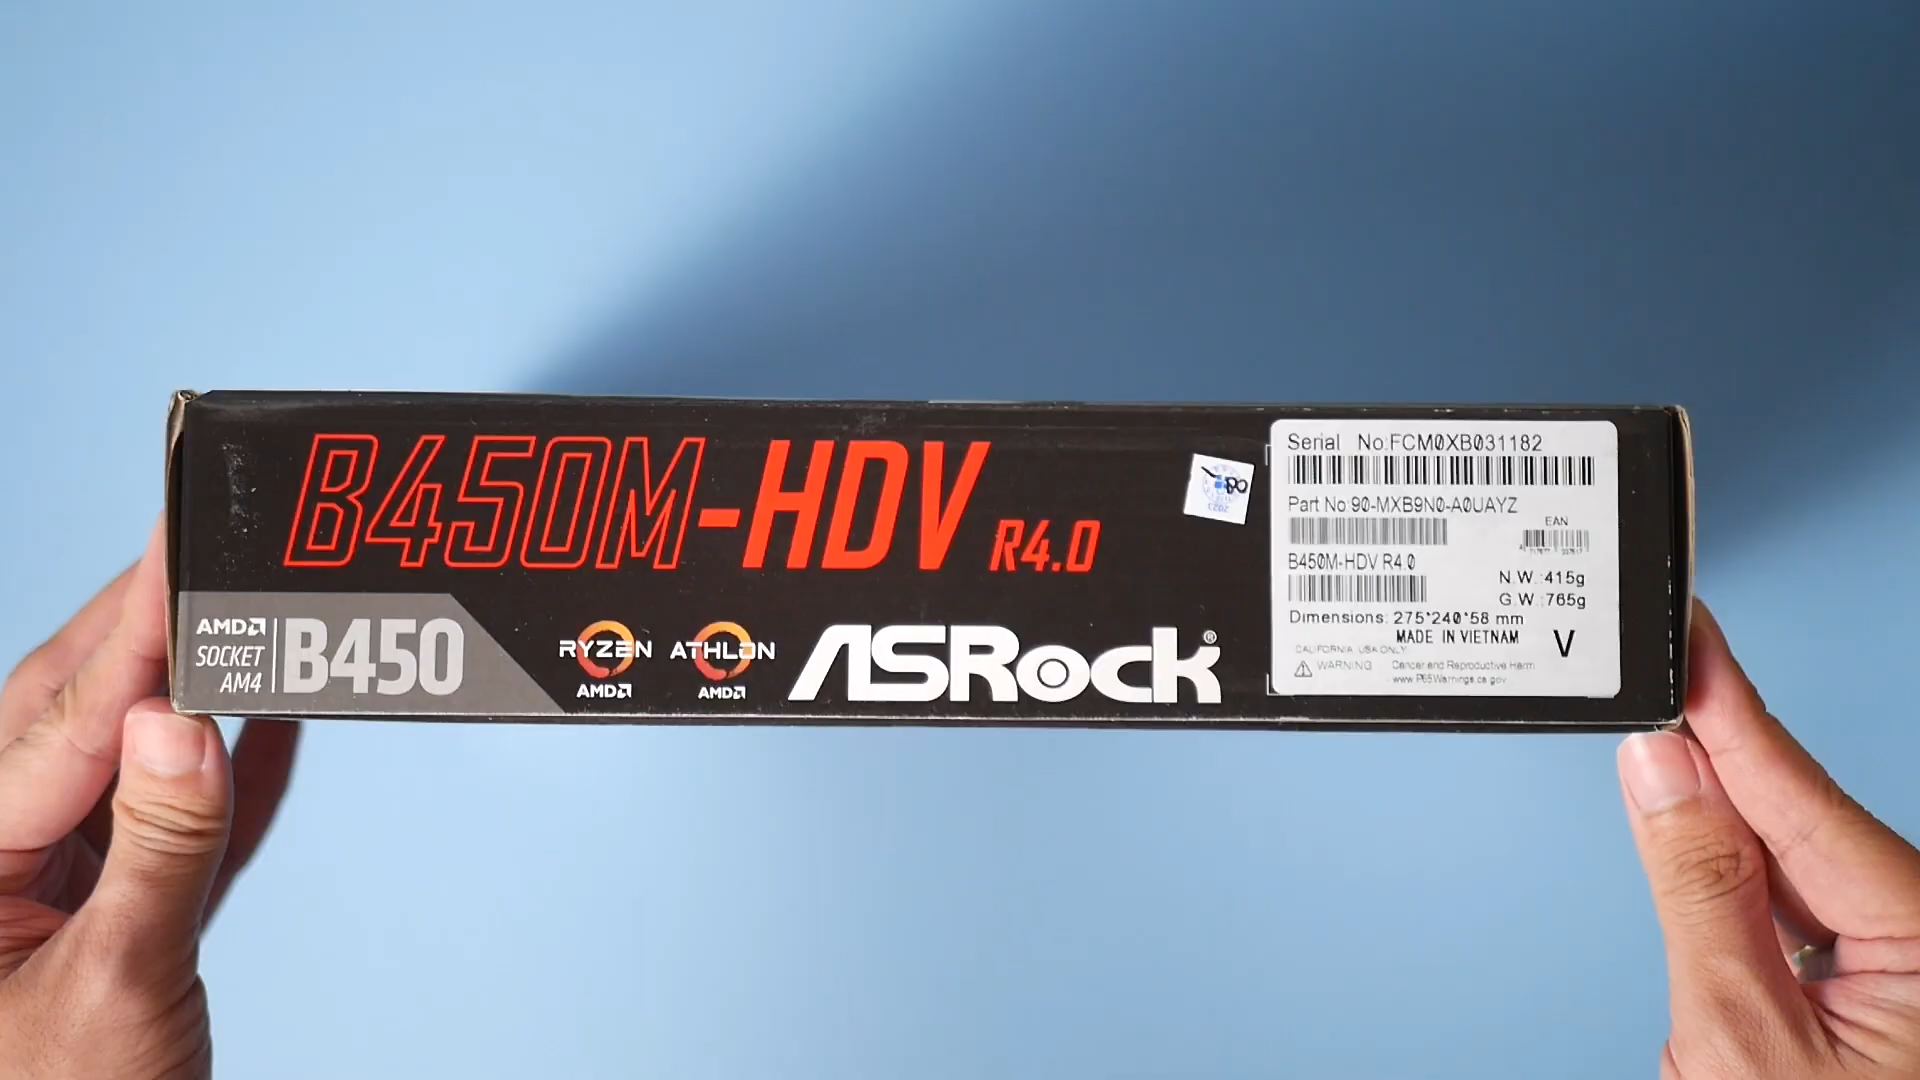 B450M-HDV R4.0
AMD
SOCKET
AM4
B450
RYZEN
AMD
ATHLON
AMD
ASRock®
2023
Serial No:FCM0XB031182
Part No:90-MXB9N0-A0UAYZ
EAN
B450M-HDV R4.0
N.W.:415g
G.W.:765g
Dimensions: 275*240*58 mm
MADE IN VIETNAM
V
CALIFORNIA USA ONLY
WARNING
Cancer and Reproductive Harm
www.P65Warnings.ca.gov